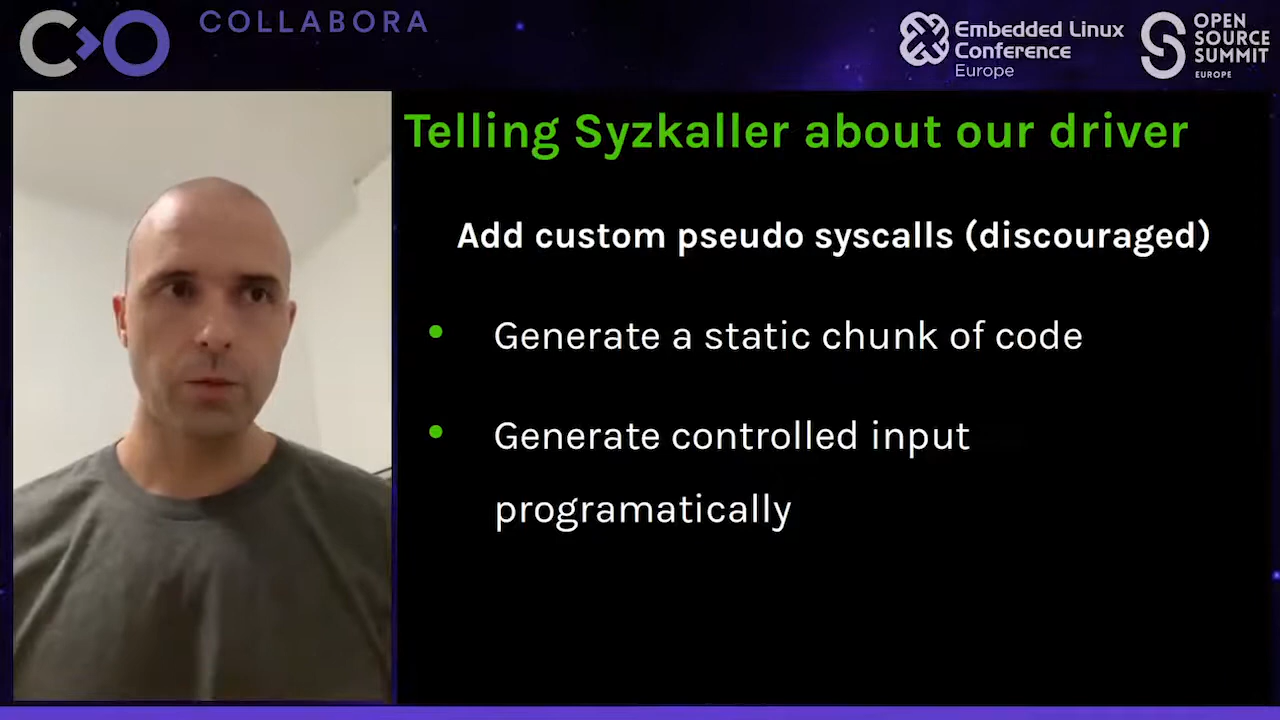 COLLABORA
Embedded Linux
Conference
Europe
OPEN
SOURCE
SUMMIT
EUROPE
Telling Syzkaller about our driver
Add custom pseudo syscalls (discouraged)
• Generate a static chunk of code
• Generate controlled input
programatically